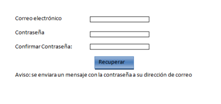 Correo electrónico
Contraseña
Confirmar Contraseña:
Recuperar
Aviso: se enviara un mensaje con la contraseña a su dirección de correo